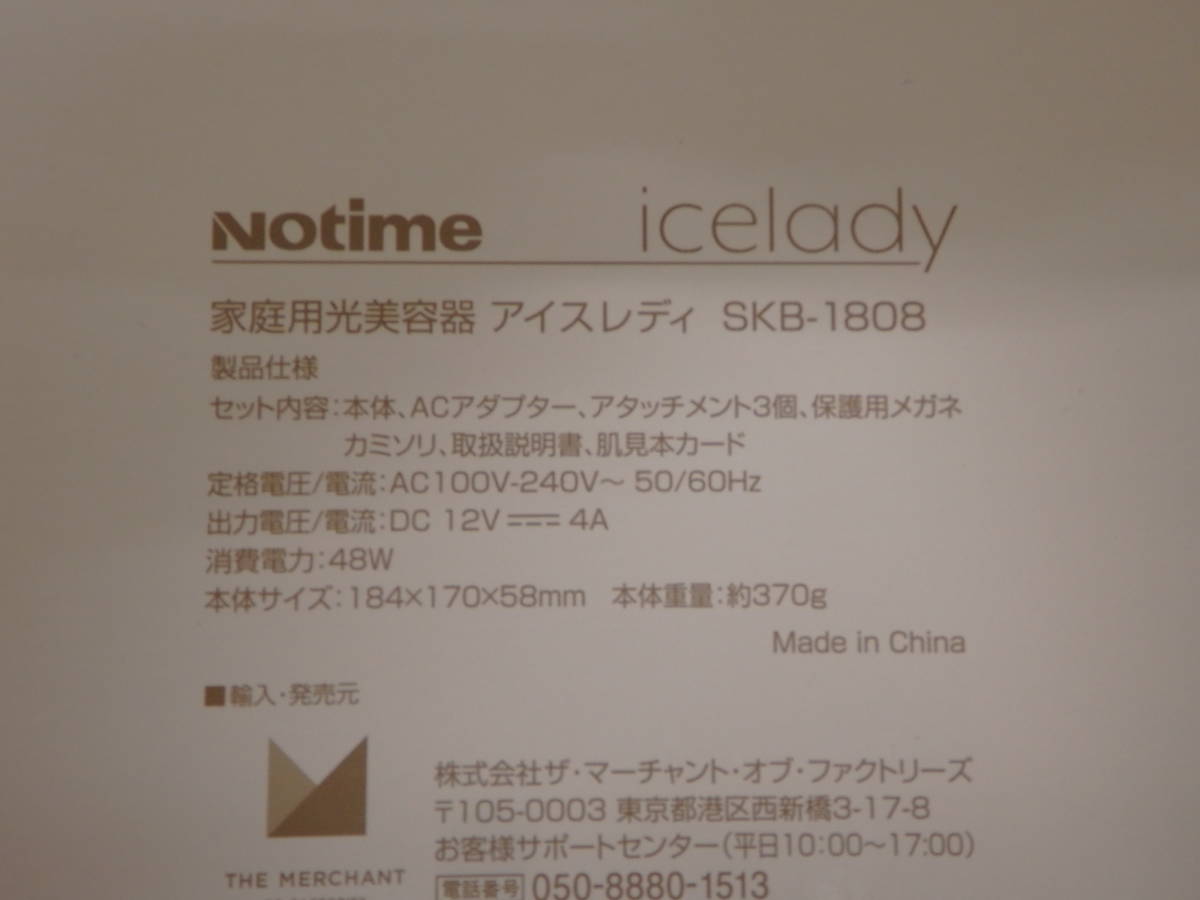 Notime icelady
家庭用光美容器 アイスレディ SKB-1808
製品仕様
セット内容:本体、ACアダプター、アタッチメント3個、保護用メガネ
カミソリ、取扱説明書、肌見本カード
定格電圧/電流:AC100V-240V～ 50/60Hz
出力電圧/電流:DC 12V⎓4A
消費電力:48W
本体サイズ:184×170×58mm 本体重量:約370g
Made in China
■輸入・発売元
株式会社ザ・マーチャント・オブ・ファクトリーズ
〒105-0003 東京都港区西新橋3-17-8
お客様サポートセンター(平日10:00～17:00)
THE MERCHANT
電話番号 050-8880-1513